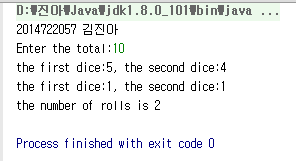 D:\진아\Java\jdk1.8.0_101\bin\java ...
2014722057 김진아
Enter the total:10
the first dice:5, the second dice:4
the first dice:1, the second dice:1
the number of rolls is 2
Process finished with exit code 0